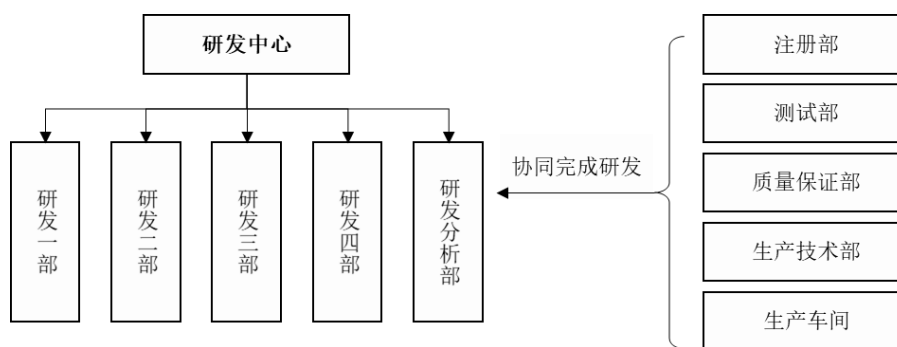 研发中心
研发一部
研发二部
研发三部
研发四部
研发分析部
协同完成研发
注册部
测试部
质量保证部
生产技术部
生产车间